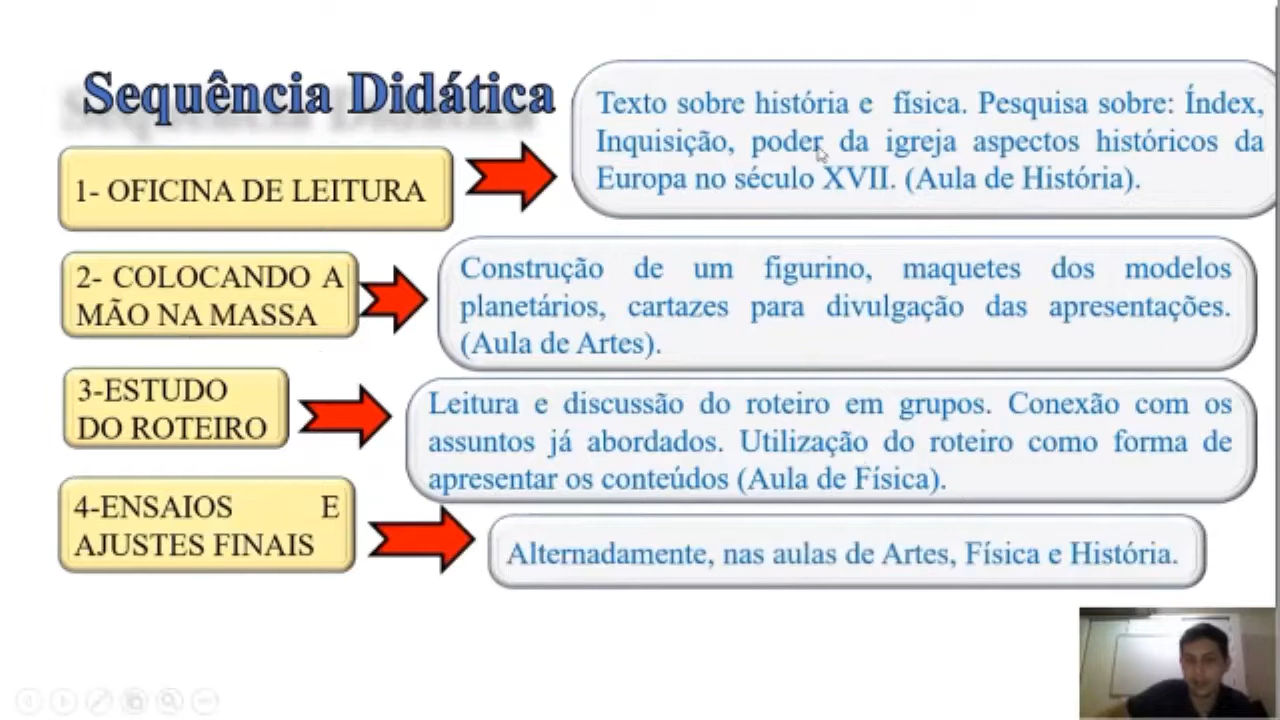 Sequência Didática
1- OFICINA DE LEITURA
Texto sobre história e física. Pesquisa sobre: Índex,
Inquisição, poder da igreja aspectos históricos da
Europa no século XVII. (Aula de História).
2- COLOCANDO A
MÃO NA MASSA
Construção de um figurino, maquetes dos modelos
planetários, cartazes para divulgação das apresentações.
(Aula de Artes).
3-ESTUDO
DO ROTEIRO
Leitura e discussão do roteiro em grupos. Conexão com os
assuntos já abordados. Utilização do roteiro como forma de
apresentar os conteúdos (Aula de Física).
4-ENSAIOS E
AJUSTES FINAIS
Alternadamente, nas aulas de Artes, Física e História.